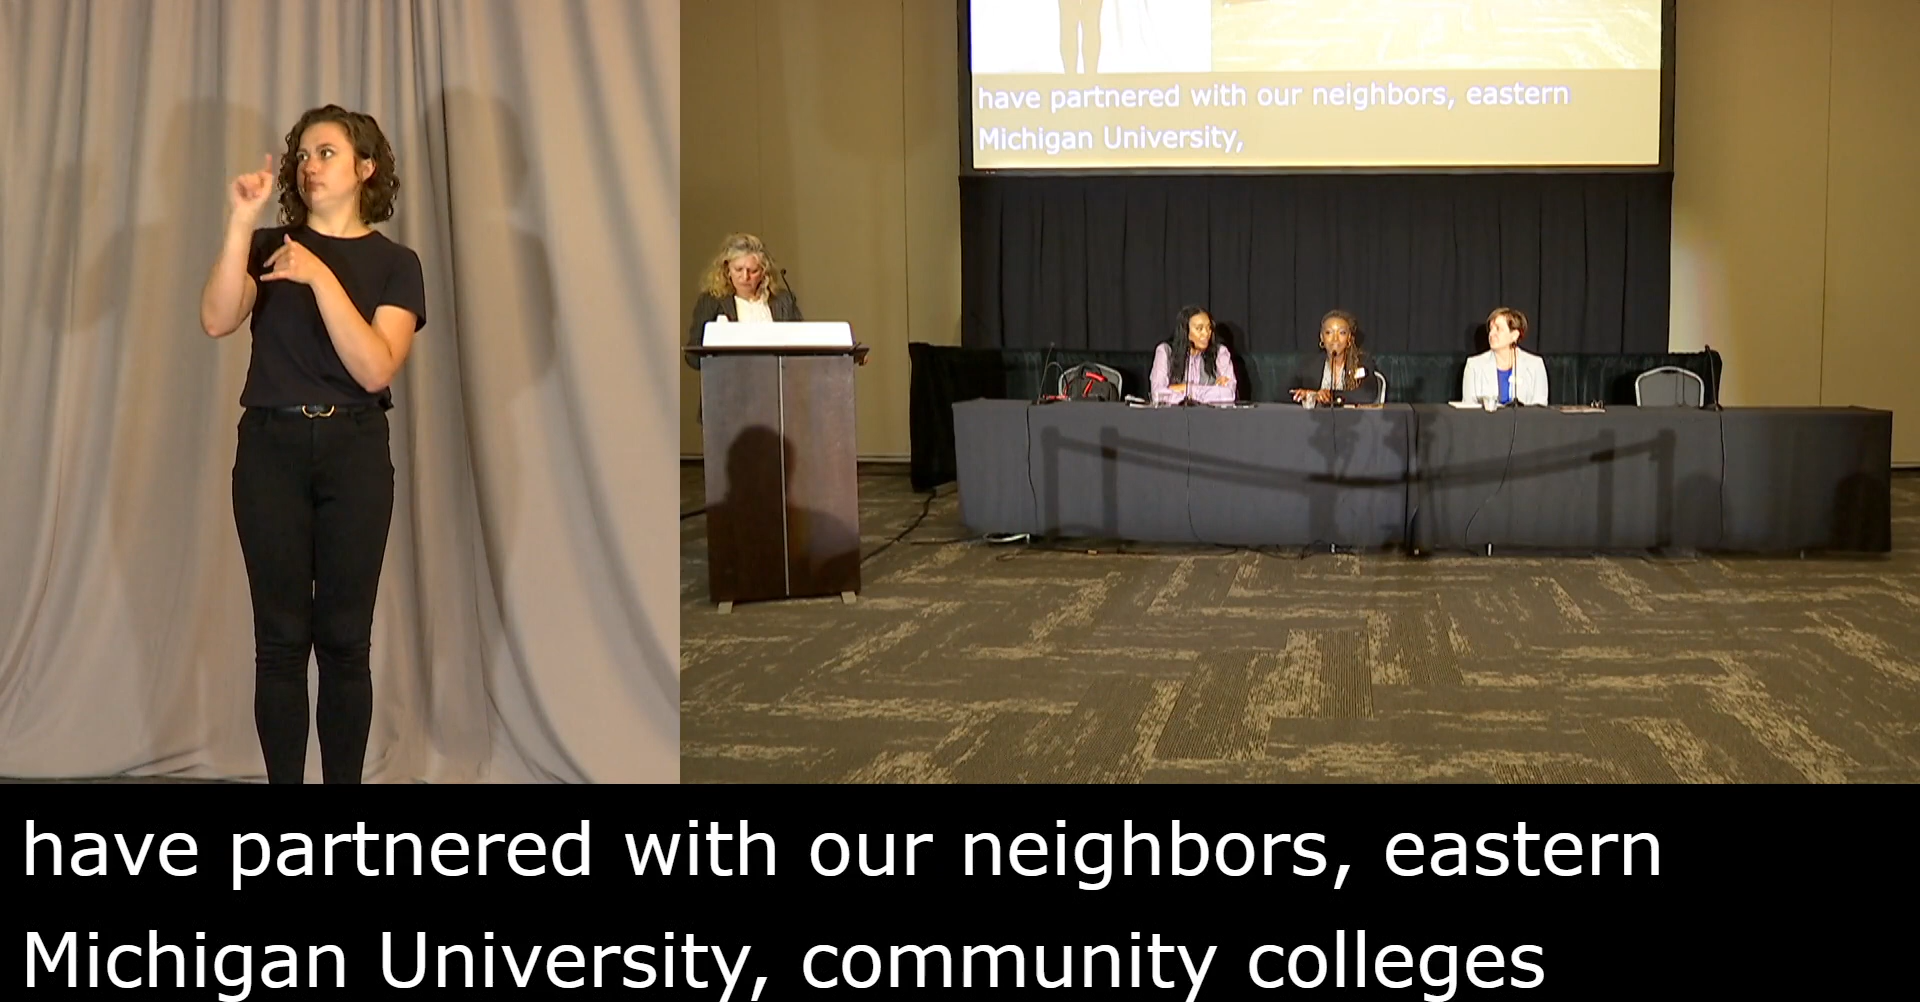 have partnered with our neighbors, eastern
Michigan University,
have partnered with our neighbors, eastern
Michigan University, community colleges